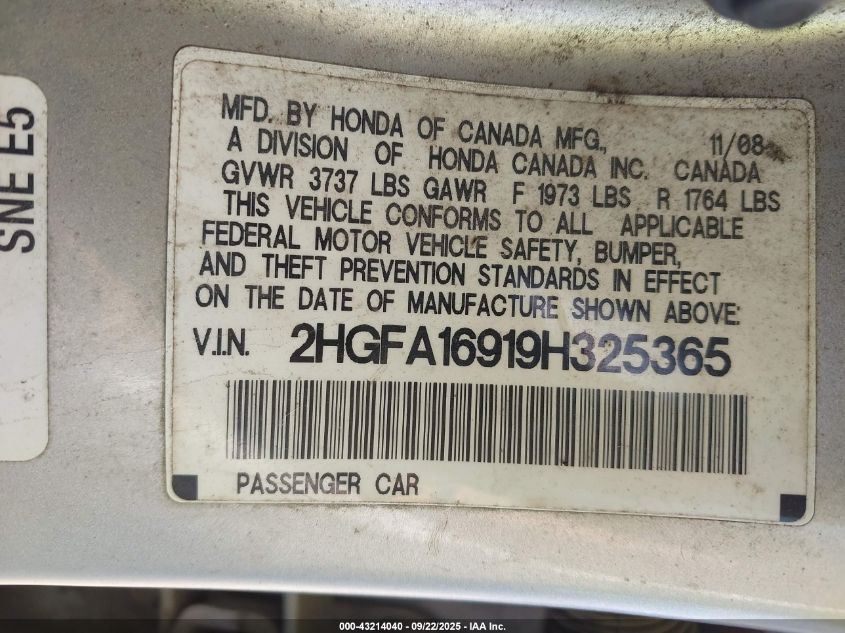 SNE E5
MFD. BY HONDA OF CANADA MFG., 11/08
A DIVISION OF HONDA CANADA INC. CANADA
GVWR 3737 LBS GAWR F 1973 LBS R 1764 LBS
THIS VEHICLE CONFORMS TO ALL APPLICABLE
FEDERAL MOTOR VEHICLE SAFETY, BUMPER,
AND THEFT PREVENTION STANDARDS IN EFFECT
ON THE DATE OF MANUFACTURE SHOWN ABOVE:
V.I.N. 2HGFA16919H325365
PASSENGER CAR
000-43214040 - 09/22/2025 - IAA Inc.